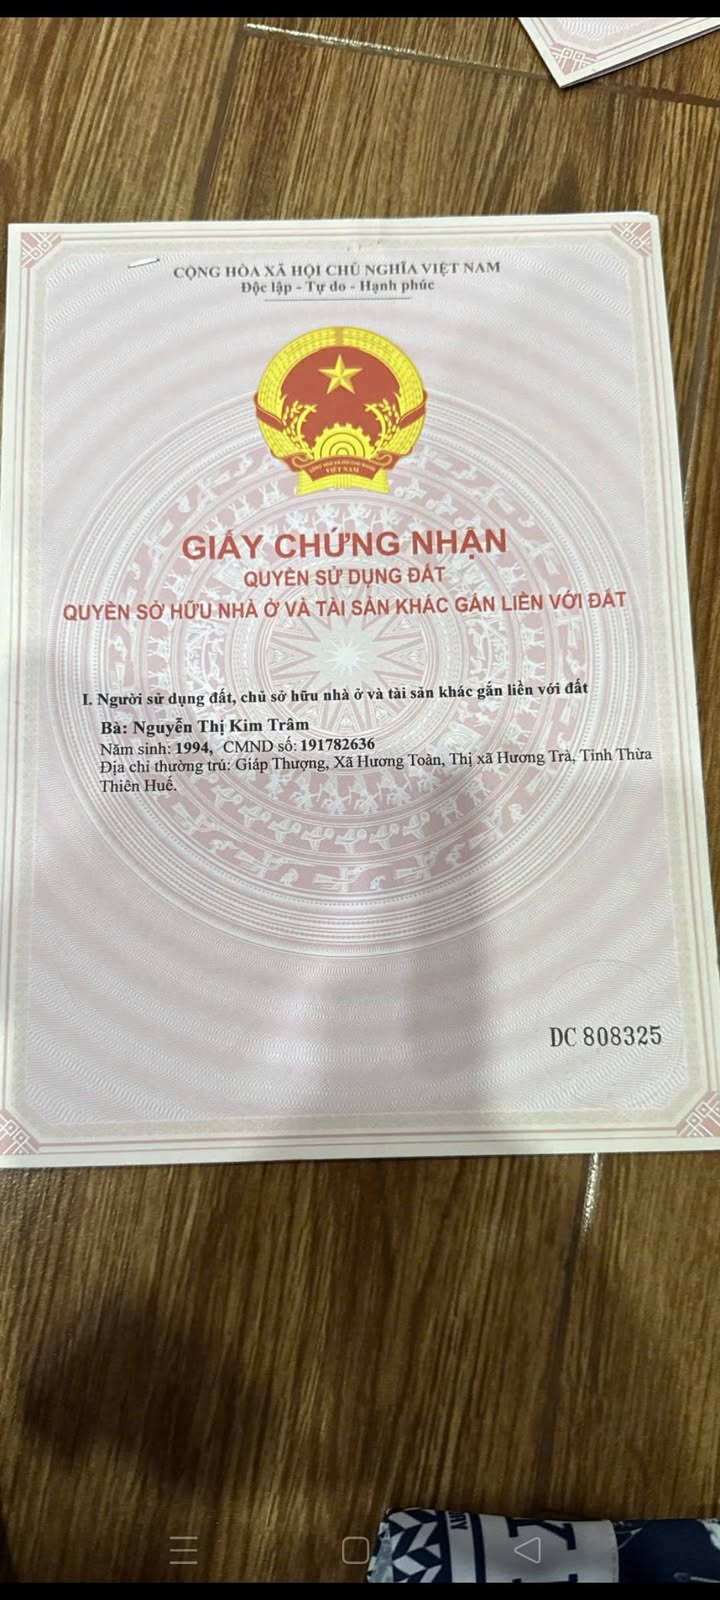 CỘNG HÒA XÃ HỘI CHỦ NGHĨA VIỆT NAM
Độc lập - Tự do - Hạnh phúc
VIỆT NAM
GIẤY CHỨNG NHẬN
QUYỀN SỬ DỤNG ĐẤT
QUYỀN SỞ HỮU NHÀ Ở VÀ TÀI SẢN KHÁC GẮN LIỀN VỚI ĐẤT
I. Người sử dụng đất, chủ sở hữu nhà ở và tài sản khác gắn liền với đất
Bà: Nguyễn Thị Kim Trâm
Năm sinh: 1994, CMND số: 191782636
Địa chỉ thường trú: Giáp Thượng, Xã Hương Toàn, Thị xã Hương Trà, Tỉnh Thừa
Thiên Huế.
DC 808325